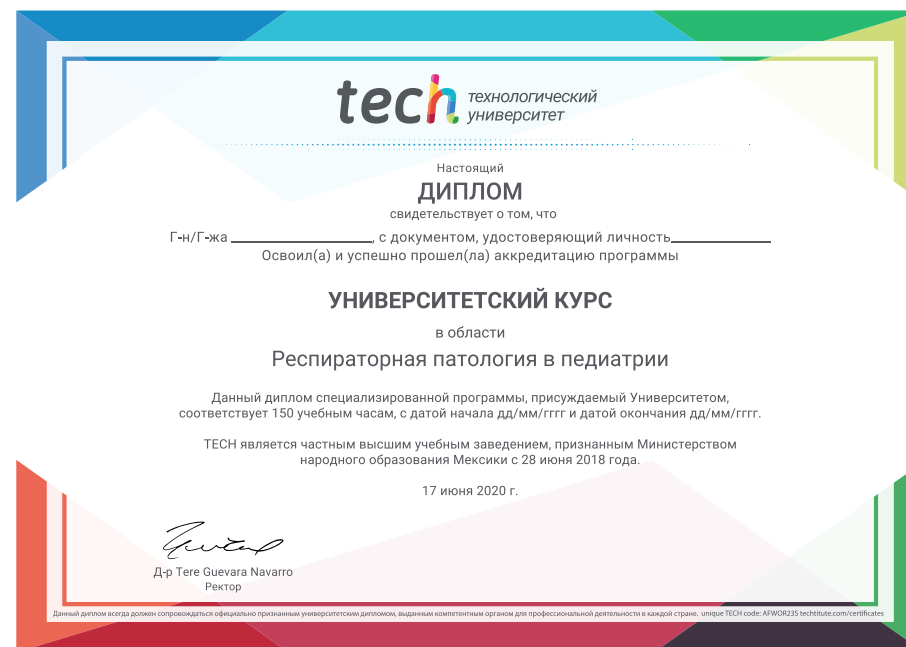 tech технологический
университет
Настоящий
ДИПЛОМ
свидетельствует о том, что
Г-н/Г-жа ____________________, с документом, удостоверяющий личность______________
Освоил(а) и успешно прошел(ла) аккредитацию программы
УНИВЕРСИТЕТСКИЙ КУРС
в области
Респираторная патология в педиатрии
Данный диплом специализированной программы, присуждаемый Университетом,
соответствует 150 учебным часам, с датой начала дд/мм/гггг и датой окончания дд/мм/гггг.
TECH является частным высшим учебным заведением, признанным Министерством
народного образования Мексики с 28 июня 2018 года.
17 июня 2020 г.
Д-р Tere Guevara Navarro
Ректор
Данный диплом всегда должен сопровождаться официально признанным университетским дипломом, выданным компетентным органом для профессиональной деятельности в каждой стране. unique TECH code: AFWOR23S techtitute.com/certificates